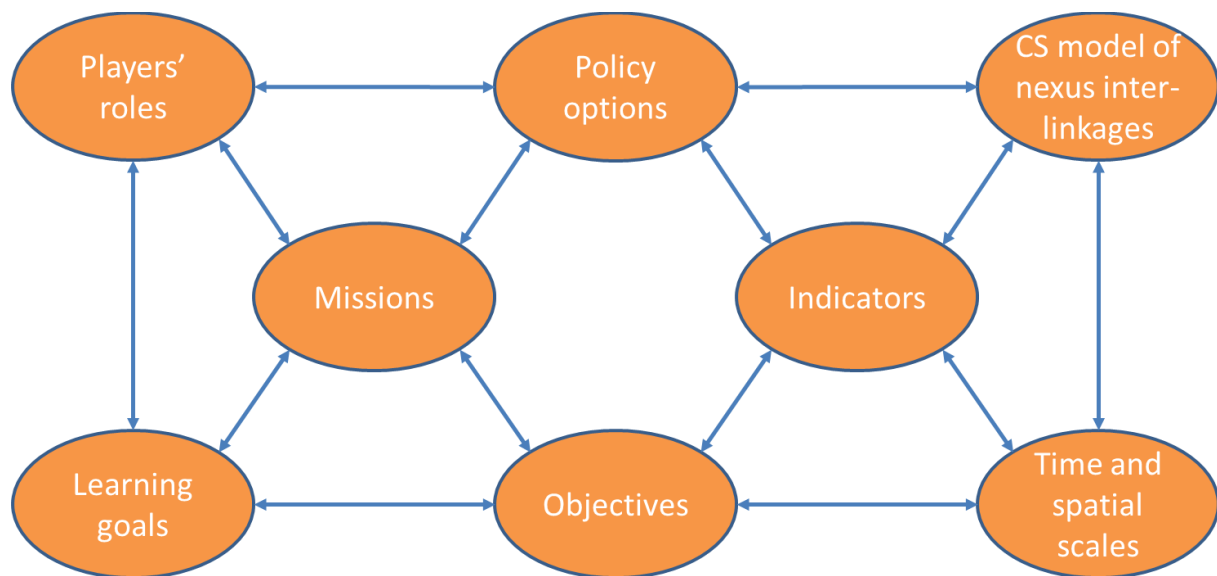 Players’
roles
Policy
options
CS model of
nexus inter-
linkages
Missions
Indicators
Learning
goals
Objectives
Time and
spatial
scales